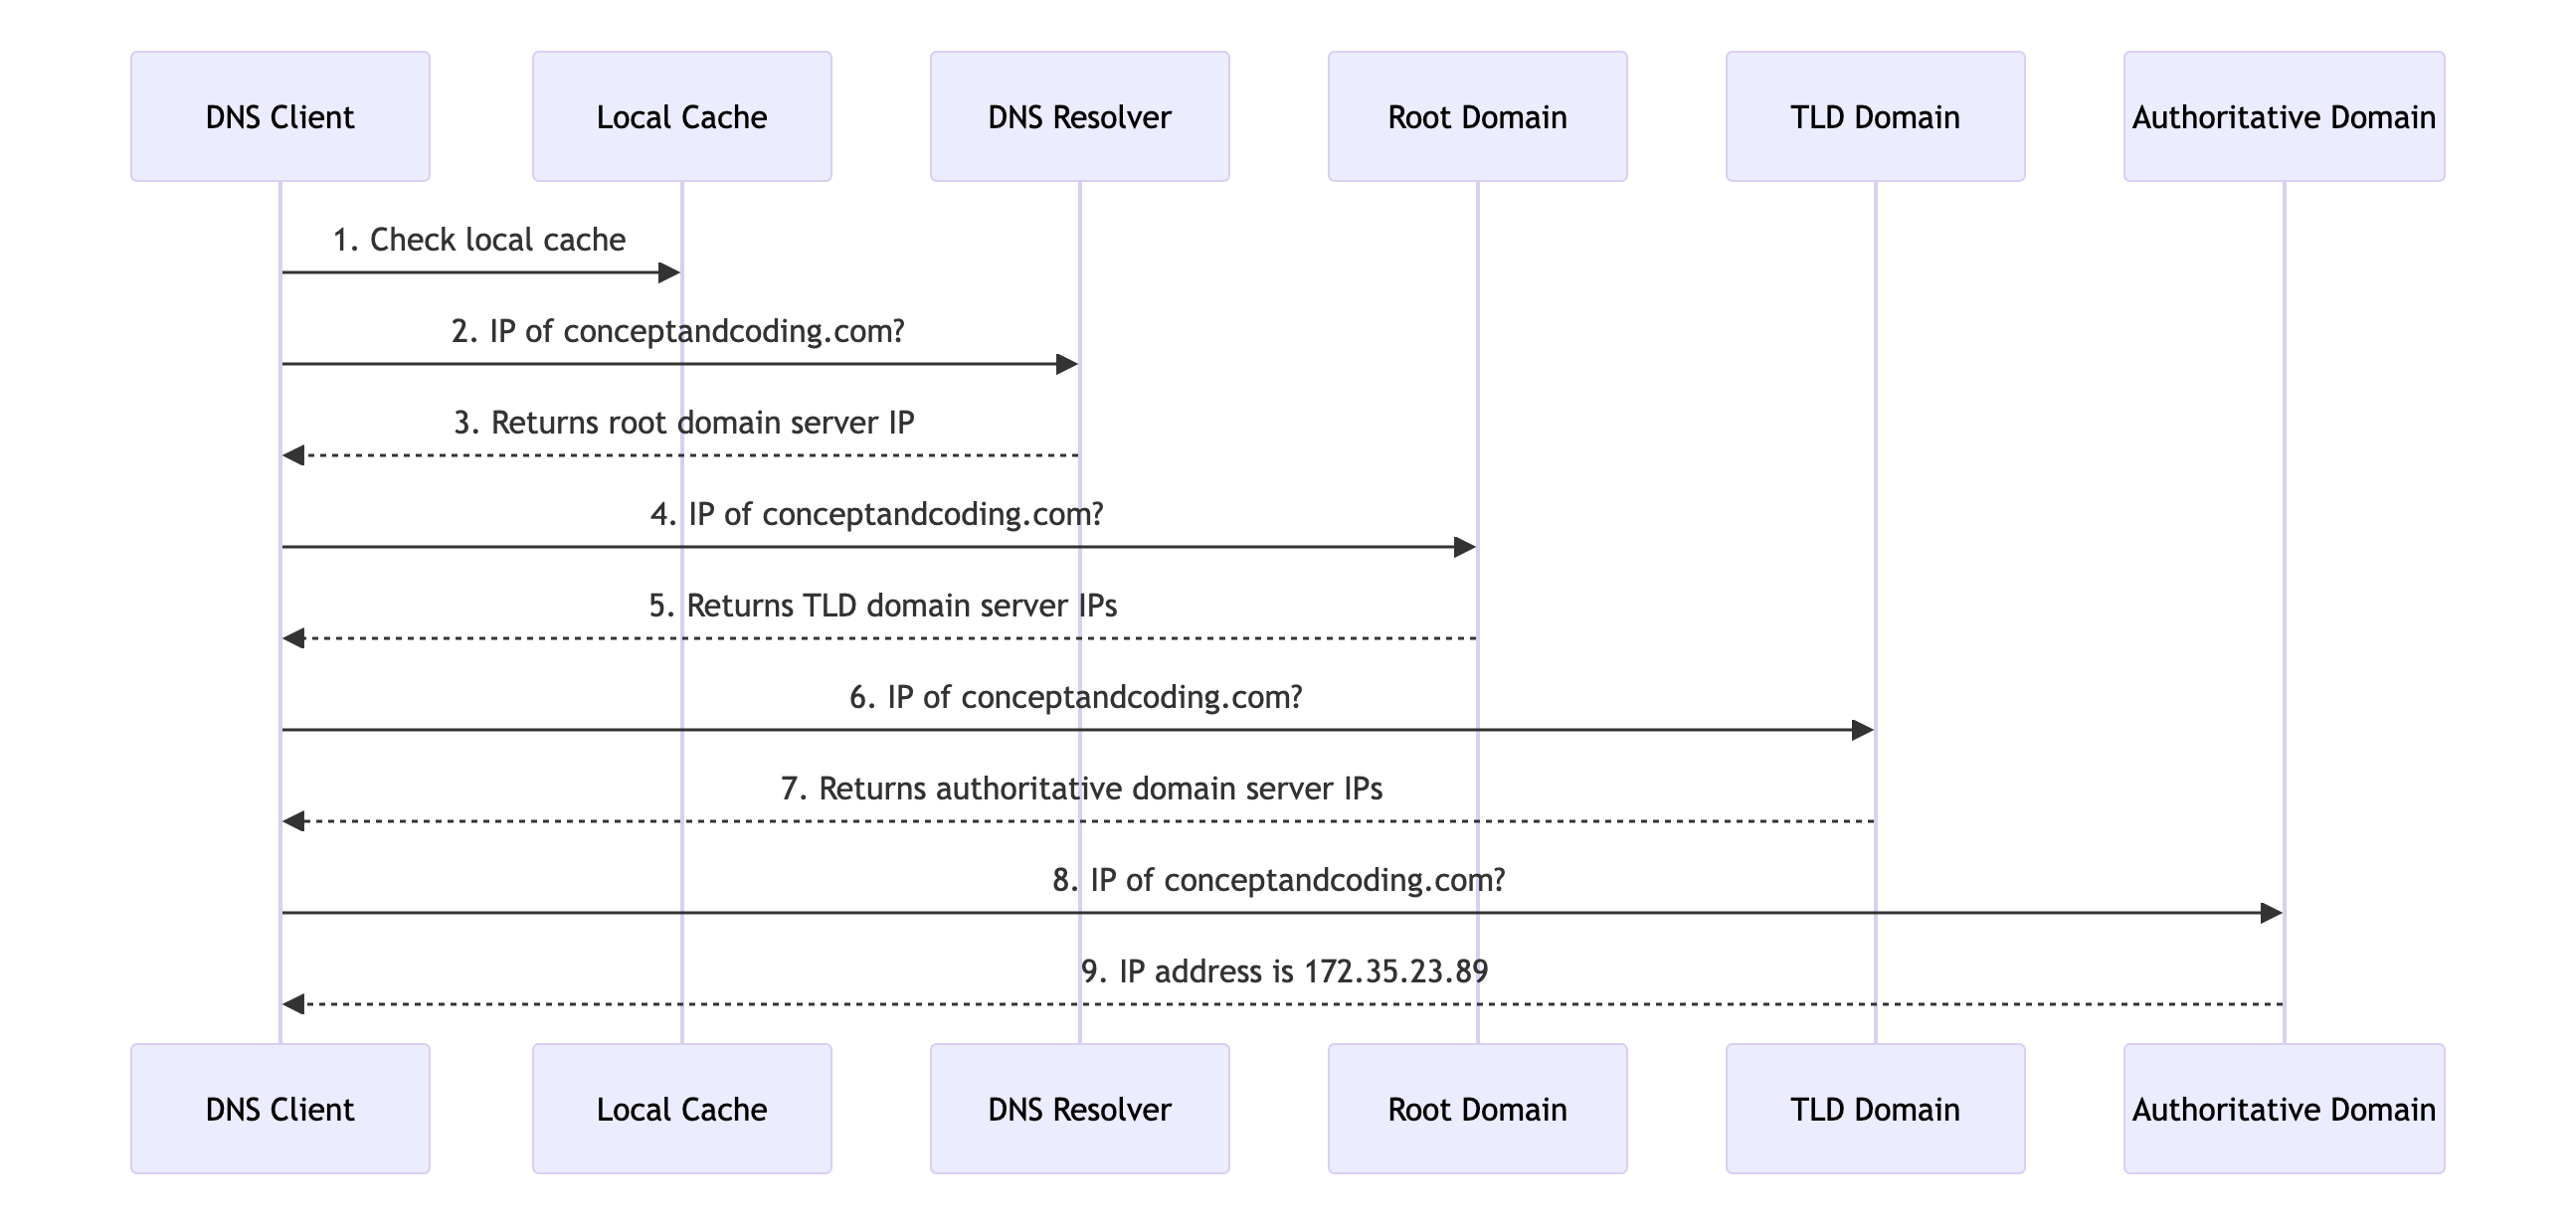 DNS Client
Local Cache
DNS Resolver
Root Domain
TLD Domain
Authoritative Domain
1. Check local cache
2. IP of conceptandcoding.com?
3. Returns root domain server IP
4. IP of conceptandcoding.com?
5. Returns TLD domain server IPs
6. IP of conceptandcoding.com?
7. Returns authoritative domain server IPs
8. IP of conceptandcoding.com?
9. IP address is 172.35.23.89
DNS Client
Local Cache
DNS Resolver
Root Domain
TLD Domain
Authoritative Domain